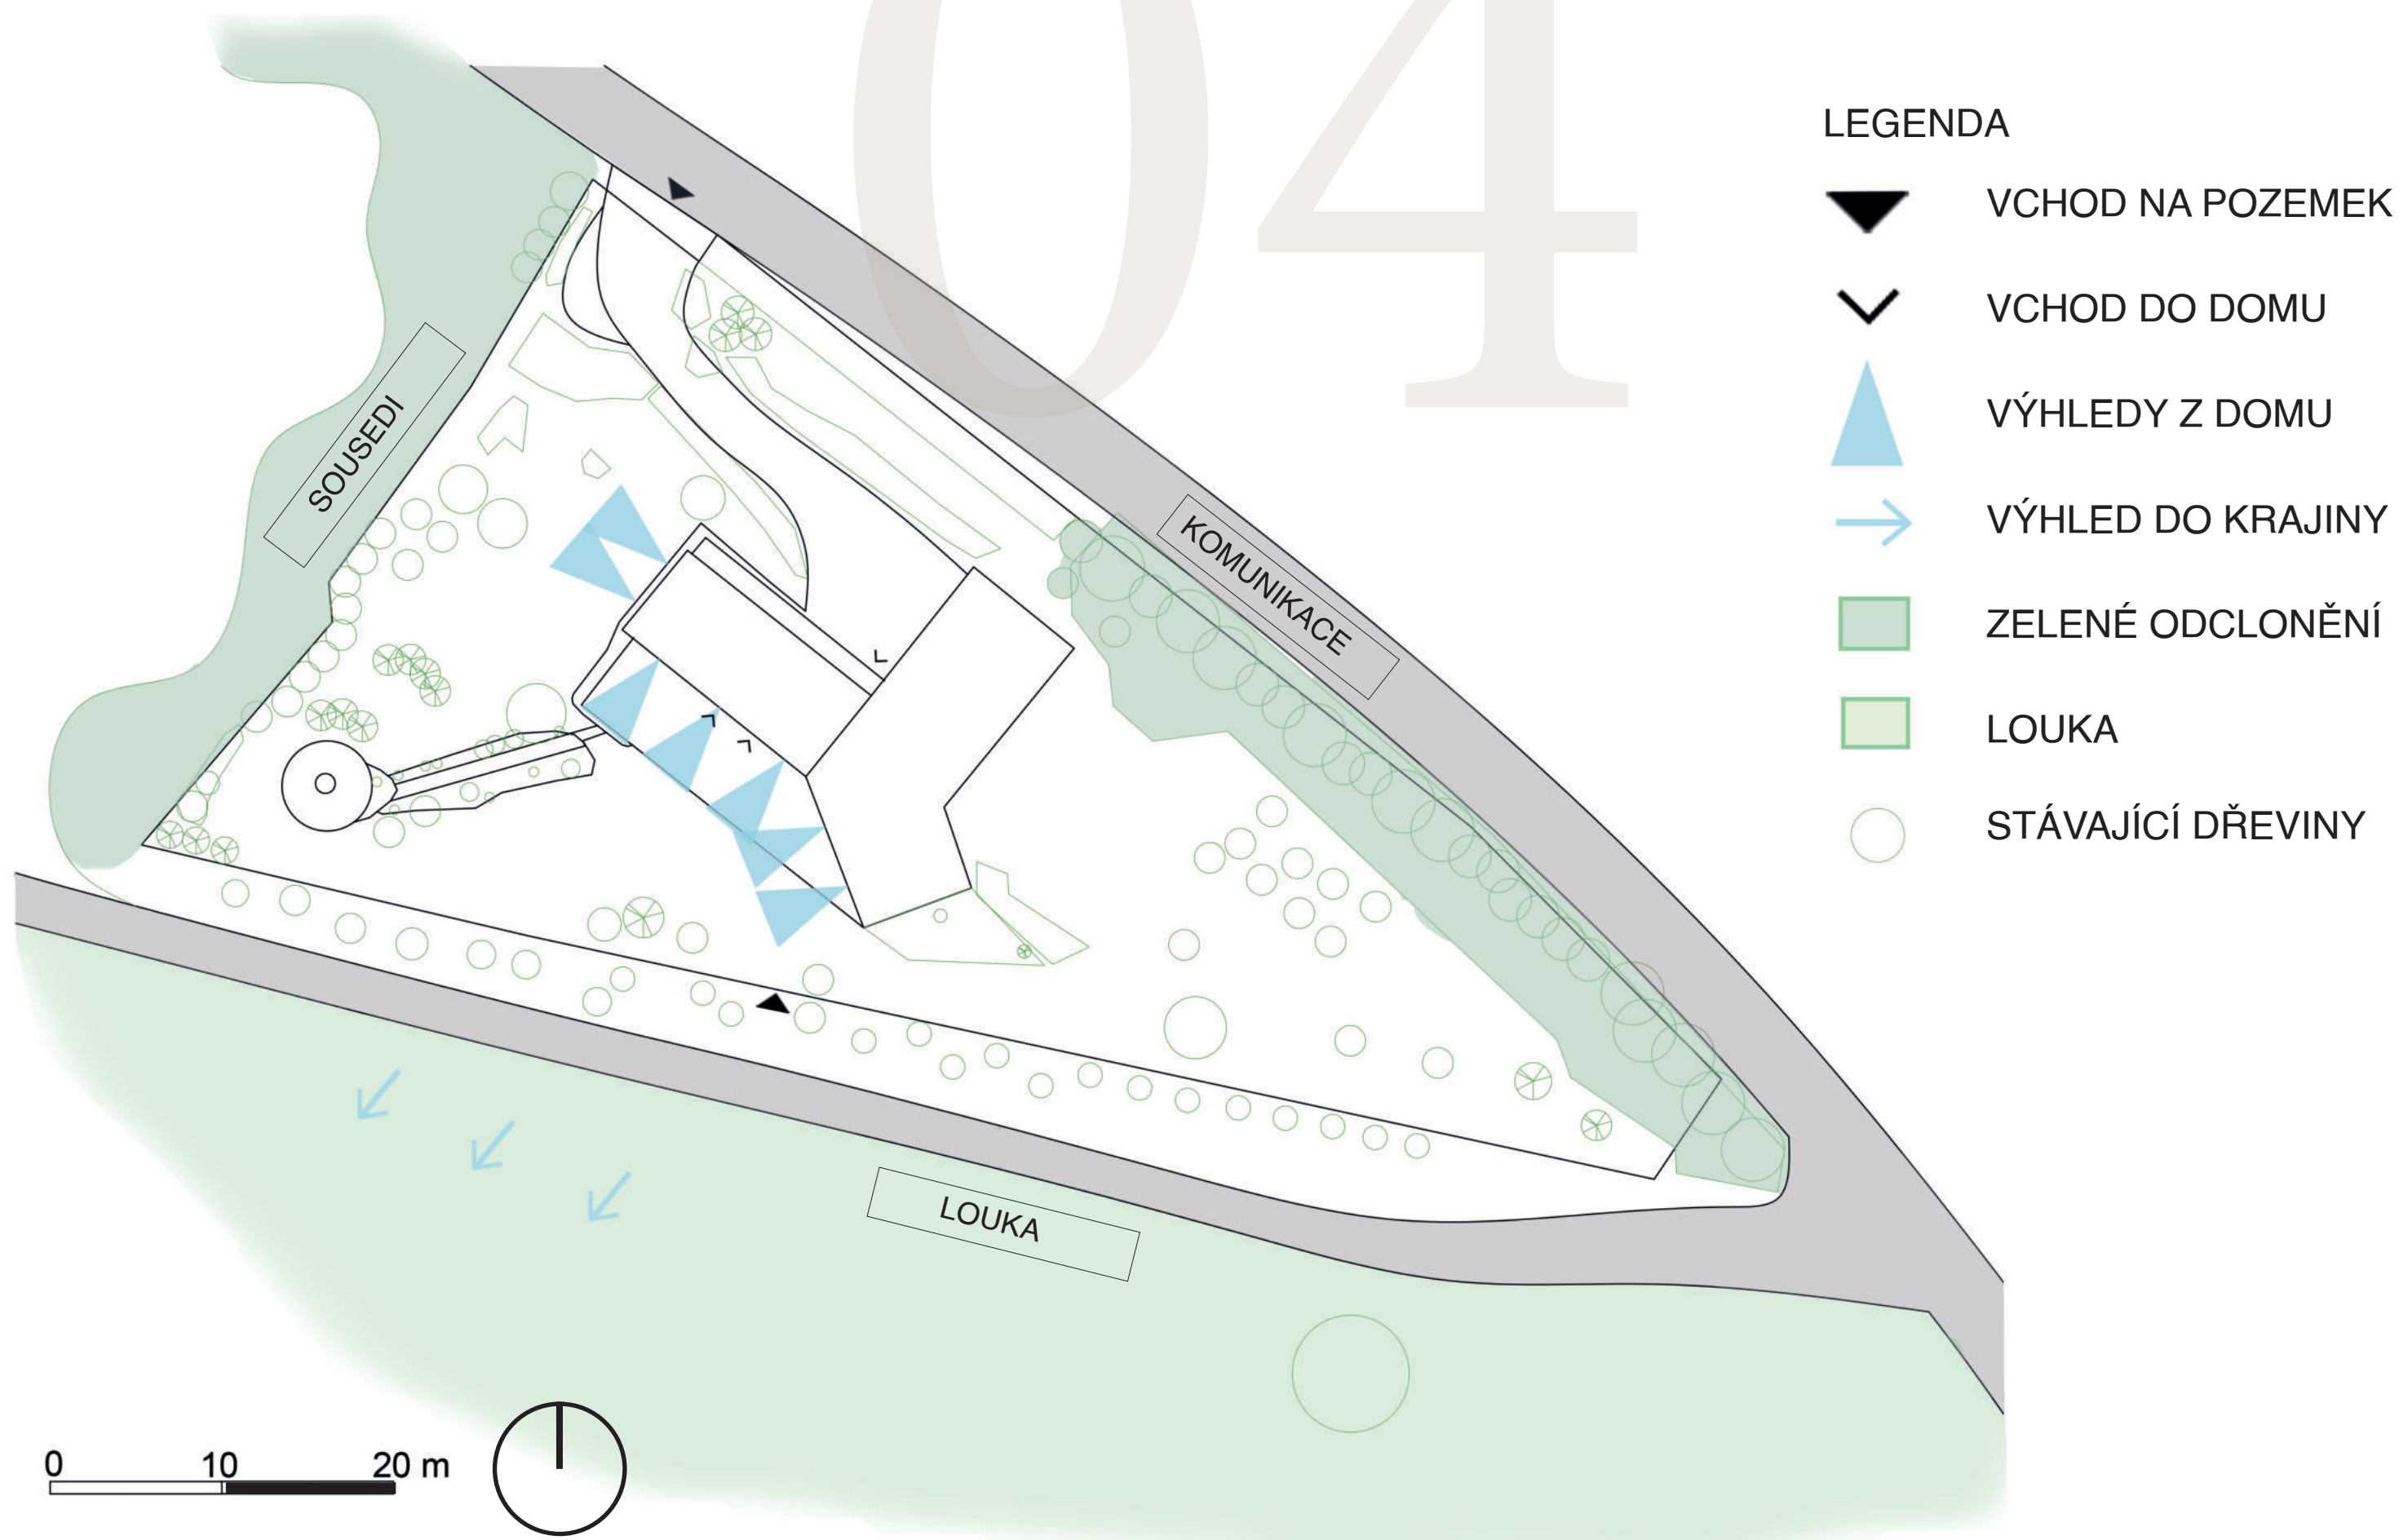 04
LEGENDA
VCHOD NA POZEMEK
VCHOD DO DOMU
VÝHLEDY Z DOMU
VÝHLED DO KRAJINY
ZELENÉ ODCLONĚNÍ
LOUKA
STÁVAJÍCÍ DŘEVINY
SOUSEDI
KOMUNIKACE
LOUKA
0 10 20 m